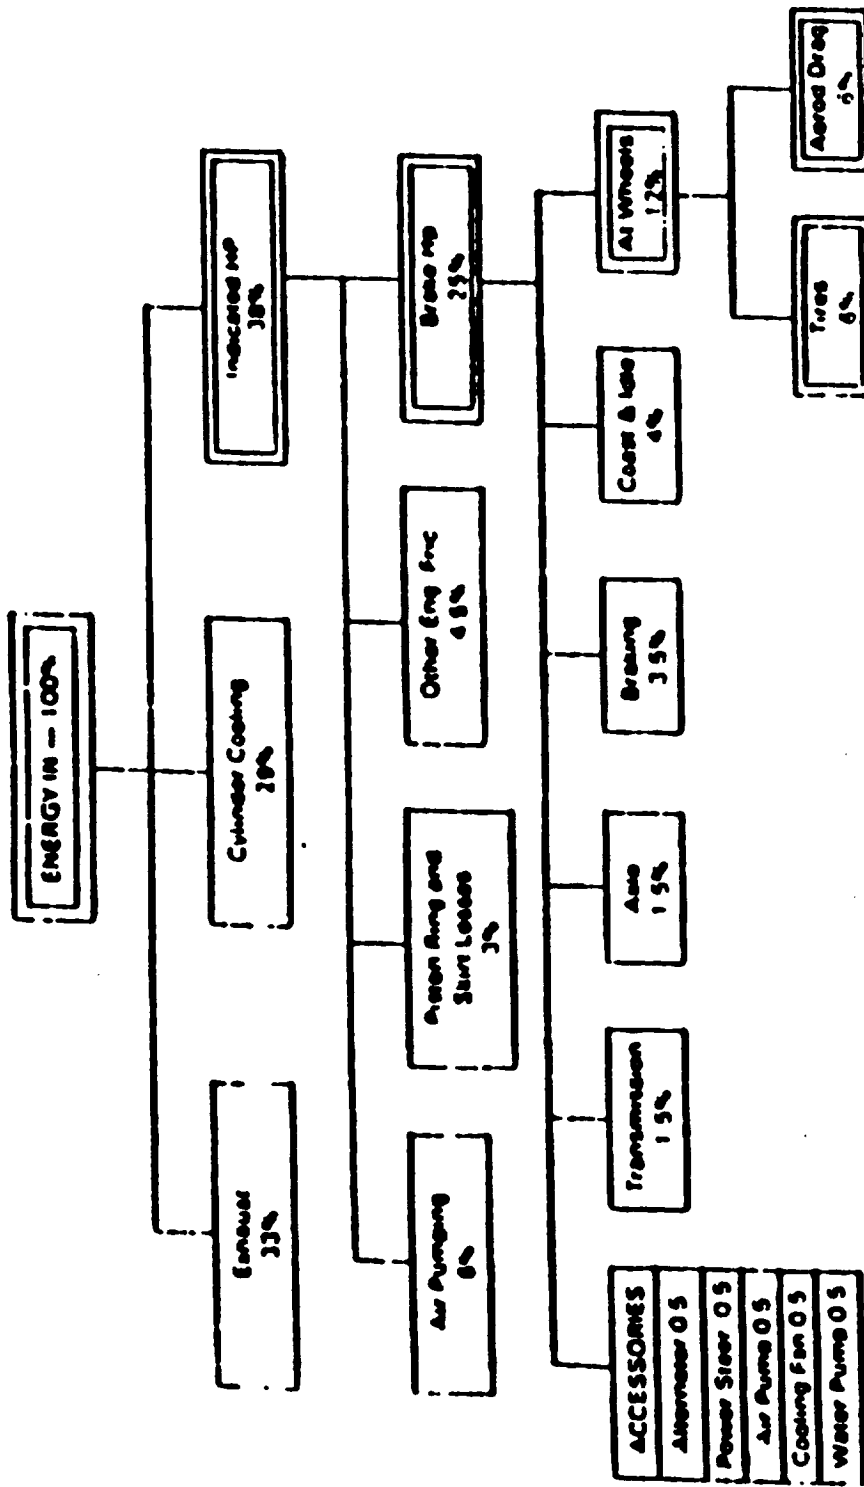 ENERGY IN — 100%
Exhaust
33%
Cylinder Cooling
29%
Indicated HP
38%
Air Pumping
6%
Piston Ring and
Skirt Losses
3%
Other Eng Fric
4 5%
Brake HP
25%
ACCESSORIES
Alternator 0 5
Power Steer 0 5
Air Pump 0 5
Cooling Fan 0 5
Water Pump 0 5
Transmission
1 5%
Axle
1 5%
Braking
3 5%
Coast & Idle
4%
At Wheels
12%
Tires
6%
Aerod Drag
6%